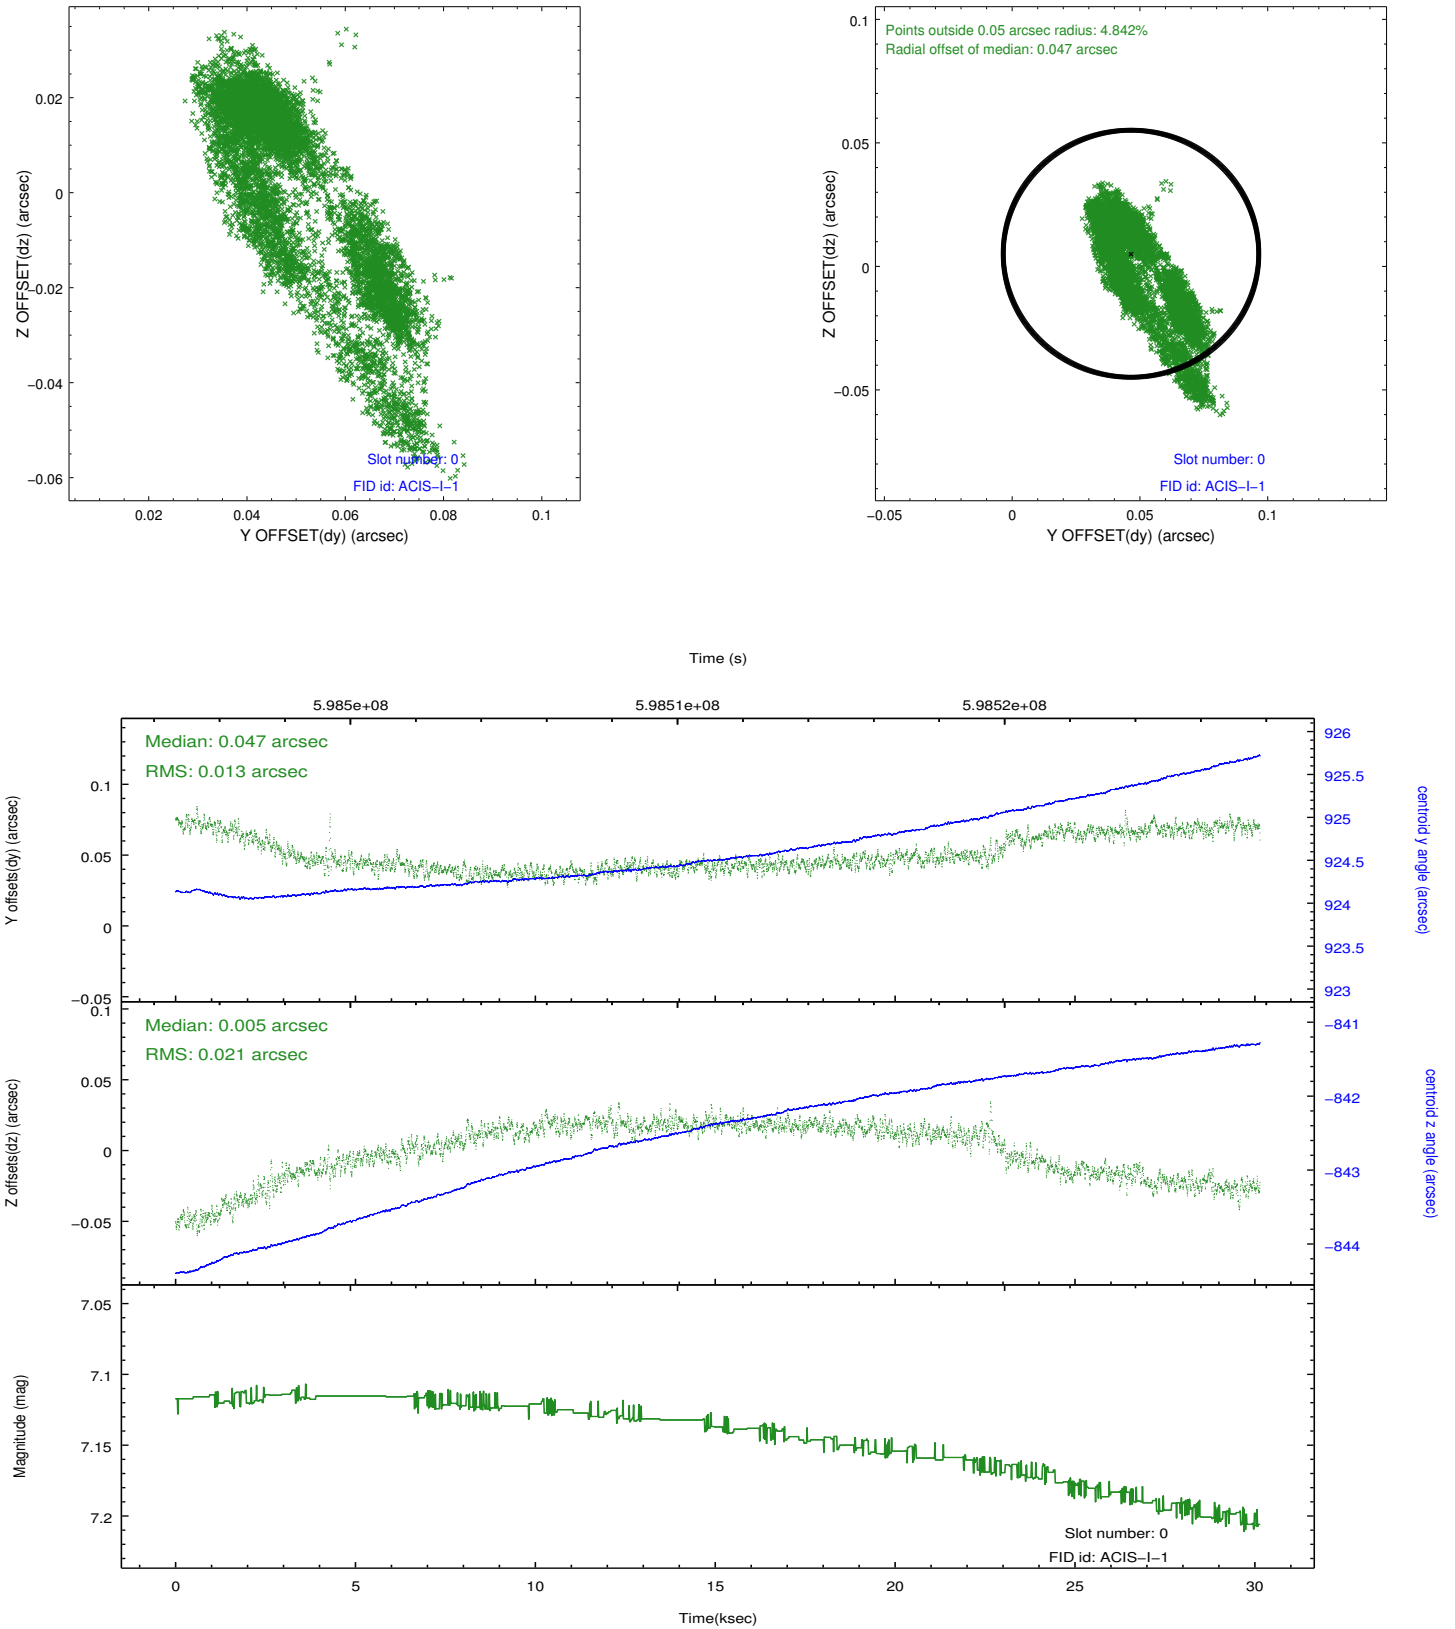 0.02
0
−0.02
−0.04
−0.06
Z OFFSET(dz) (arcsec)
Slot number: 0
FID id: ACIS−I−1
0.02
0.04
0.06
0.08
0.1
Y OFFSET(dy) (arcsec)
Points outside 0.05 arcsec radius: 4.842%
Radial offset of median: 0.047 arcsec
0.1
0.05
0
−0.05
Z OFFSET(dz) (arcsec)
Slot number: 0
FID id: ACIS−I−1
−0.05
0
0.05
0.1
Y OFFSET(dy) (arcsec)
Time (s)
5.985e+08
5.9851e+08
5.9852e+08
Median: 0.047 arcsec
RMS: 0.013 arcsec
0.1
0.05
0
−0.05
Y offsets(dy) (arcsec)
926
925.5
925
924.5
924
923.5
923
centroid y angle (arcsec)
Median: 0.005 arcsec
RMS: 0.021 arcsec
0.1
0.05
0
−0.05
Z offsets(dz) (arcsec)
−841
−842
−843
−844
centroid z angle (arcsec)
7.05
7.1
7.15
7.2
Magnitude (mag)
Slot number: 0
FID id: ACIS−I−1
0
5
10
15
20
25
30
Time(ksec)